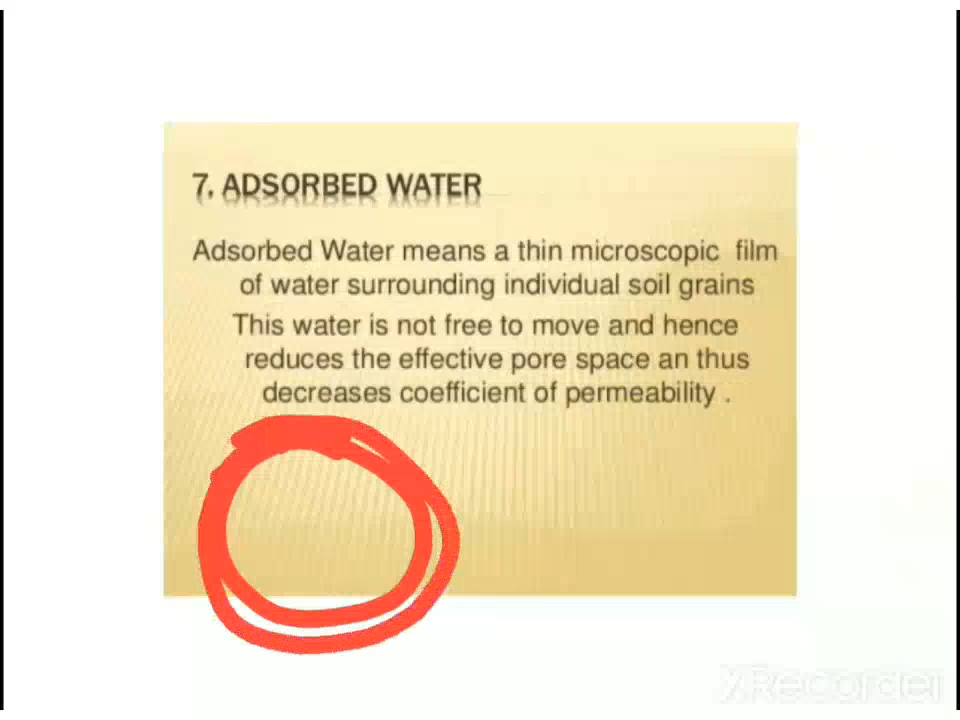 7. ADSORBED WATER
Adsorbed Water means a thin microscopic film
of water surrounding individual soil grains
This water is not free to move and hence
reduces the effective pore space an thus
decreases coefficient of permeability .
XRecorder